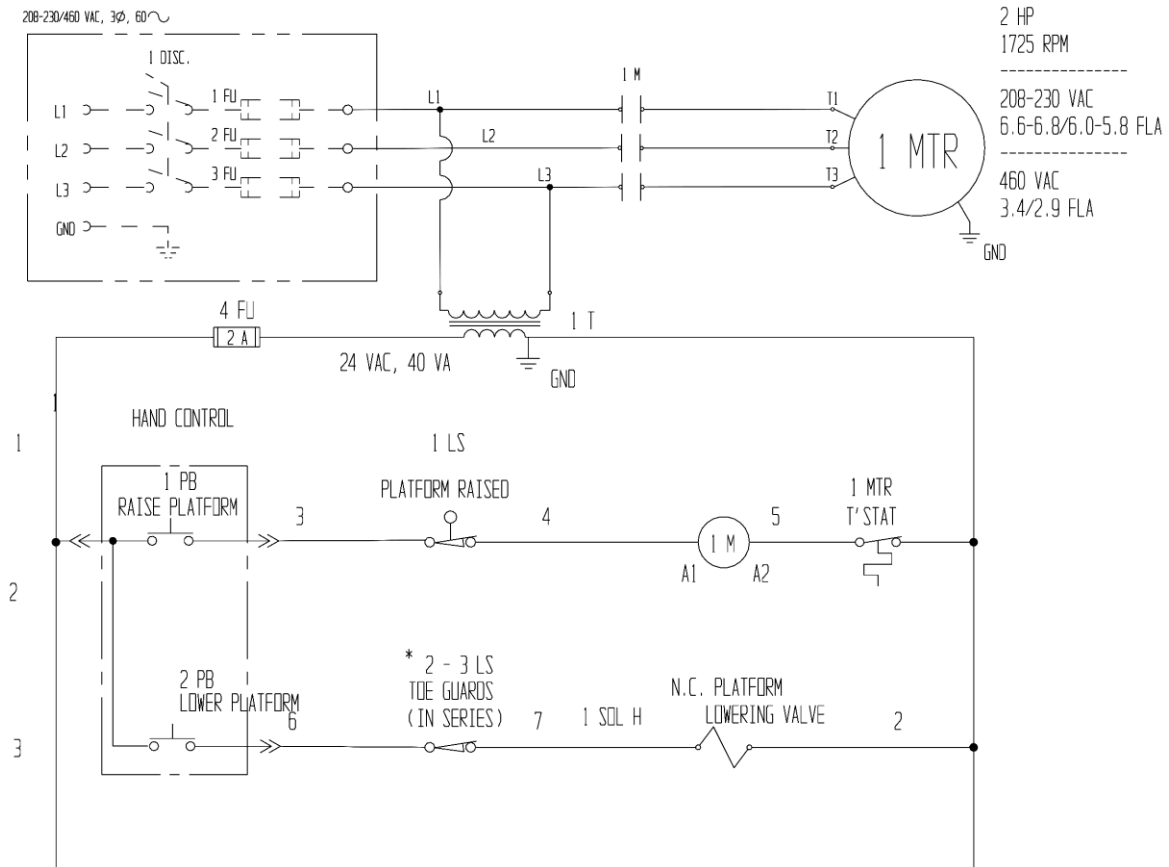 208-230/460 VAC, 3Ø, 60~
1 DISC.
L1
L2
L3
GND
1 FU
2 FU
3 FU
L1
L2
L3
1 M
T1
T2
T3
1 MTR
GND
2 HP
1725 RPM
208-230 VAC
6.6-6.8/6.0-5.8 FLA
460 VAC
3.4/2.9 FLA
4 FU
2 A
24 VAC, 40 VA
1 T
GND
1
1
HAND CONTROL
1 PB
RAISE PLATFORM
3
1 LS
PLATFORM RAISED
4
1 M
A1
A2
5
1 MTR
T'STAT
2
2 PB
LOWER PLATFORM
6
* 2 - 3 LS
TOE GUARDS
(IN SERIES)
7
1 SOL H
N.C. PLATFORM
LOWERING VALVE
2
3